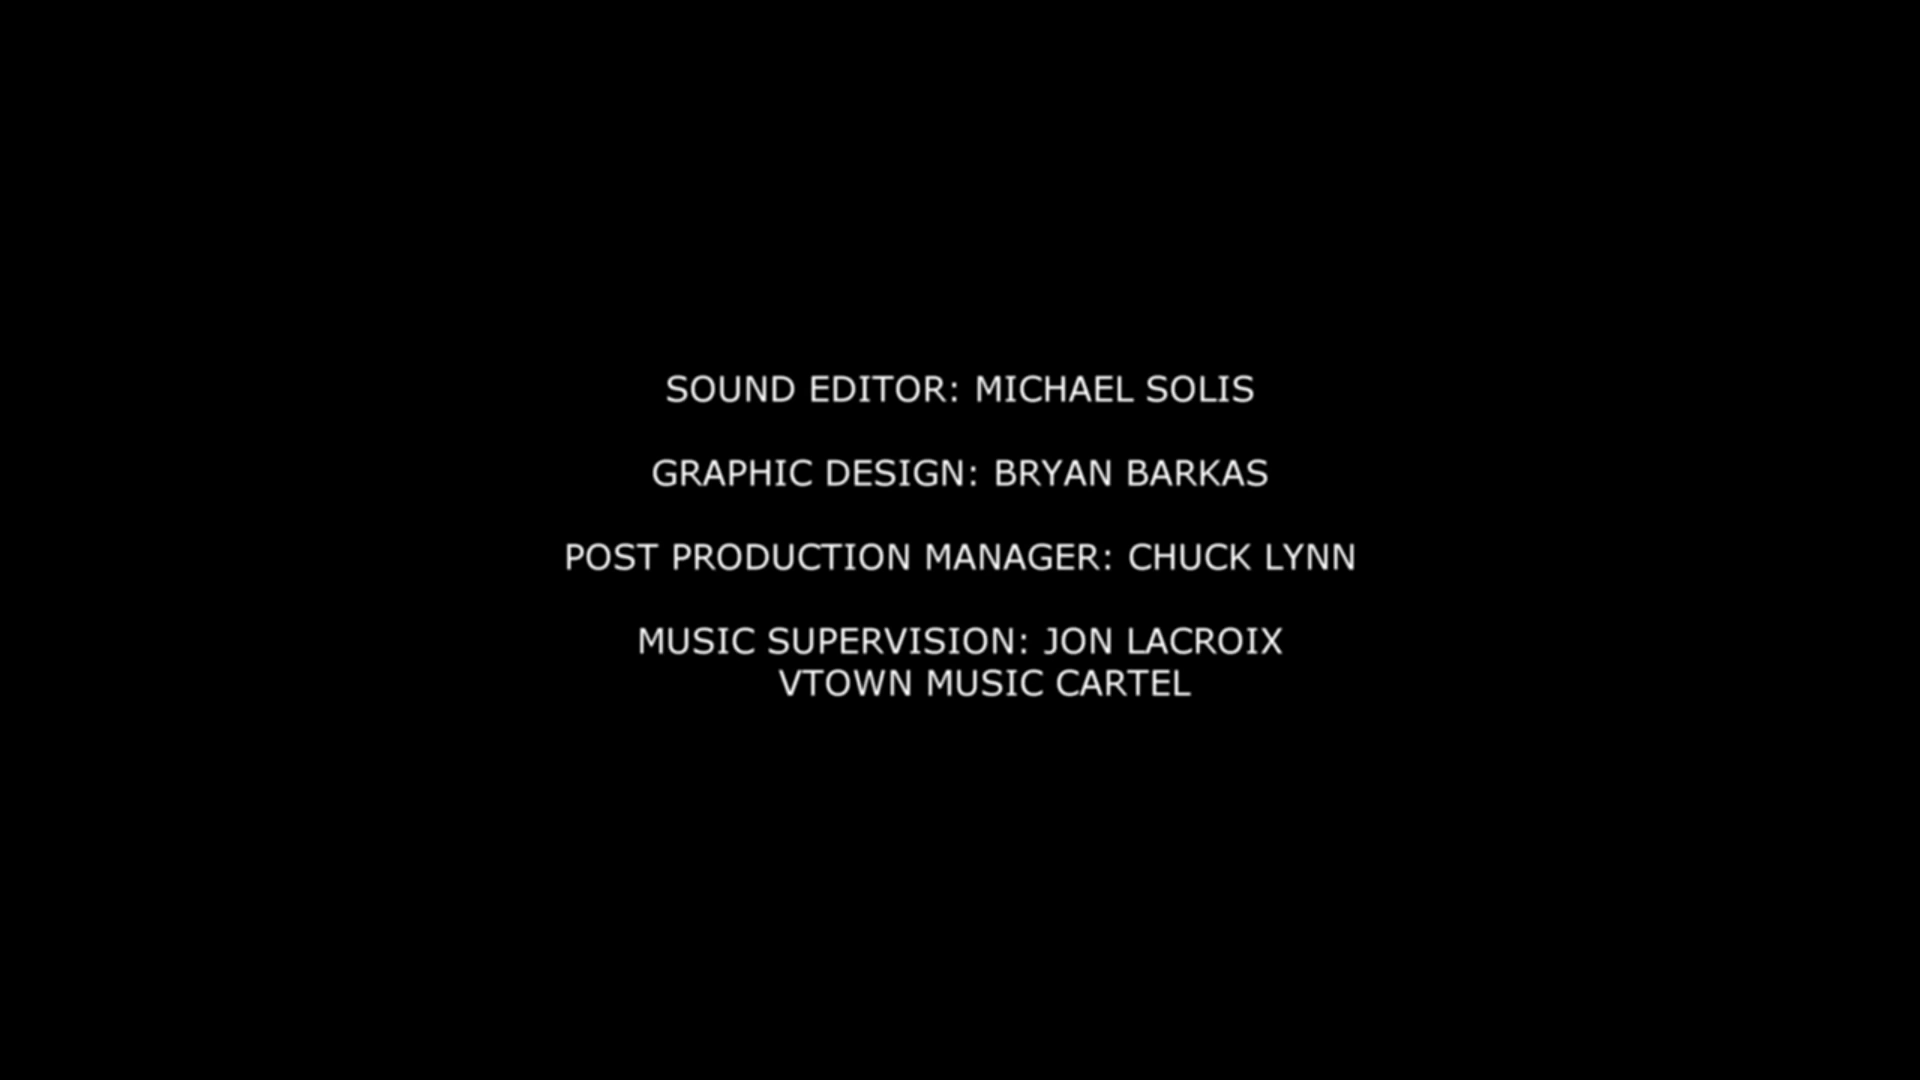 SOUND EDITOR: MICHAEL SOLIS
GRAPHIC DESIGN: BRYAN BARKAS
POST PRODUCTION MANAGER: CHUCK LYNN
MUSIC SUPERVISION: JON LACROIX
VTOWN MUSIC CARTEL